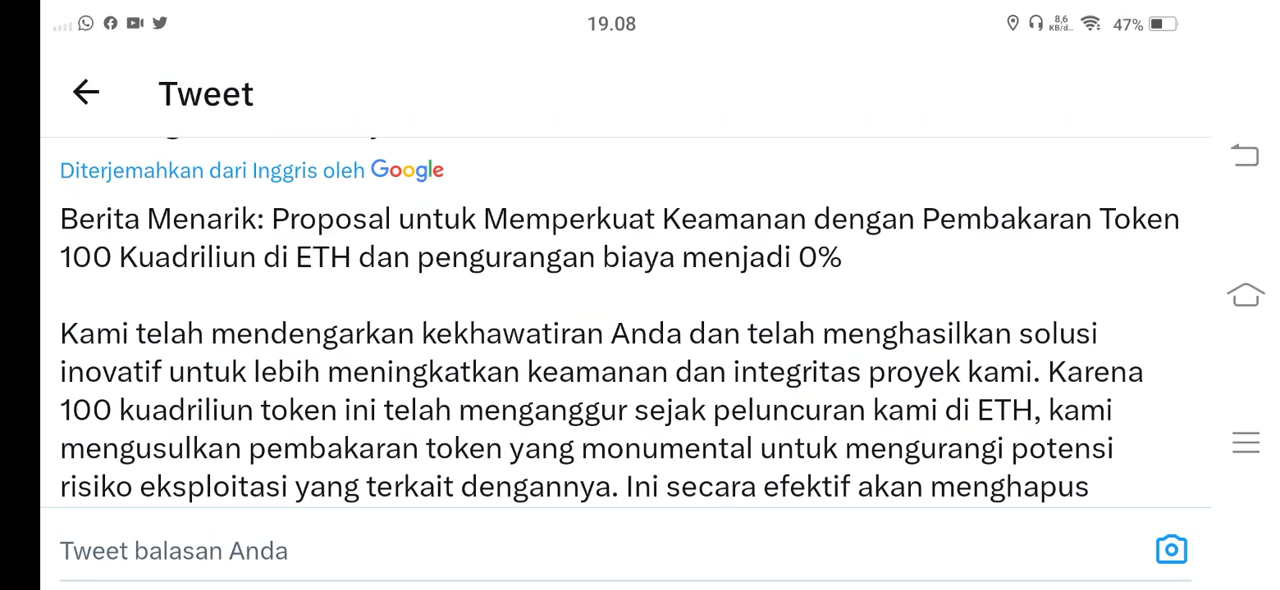 19.08
8,6
KB/d...
47%
Tweet
Diterjemahkan dari Inggris oleh Google
Berita Menarik: Proposal untuk Memperkuat Keamanan dengan Pembakaran Token
100 Kuadriliun di ETH dan pengurangan biaya menjadi 0%
Kami telah mendengarkan kekhawatiran Anda dan telah menghasilkan solusi
inovatif untuk lebih meningkatkan keamanan dan integritas proyek kami. Karena
100 kuadriliun token ini telah menganggur sejak peluncuran kami di ETH, kami
mengusulkan pembakaran token yang monumental untuk mengurangi potensi
risiko eksploitasi yang terkait dengannya. Ini secara efektif akan menghapus
Tweet balasan Anda